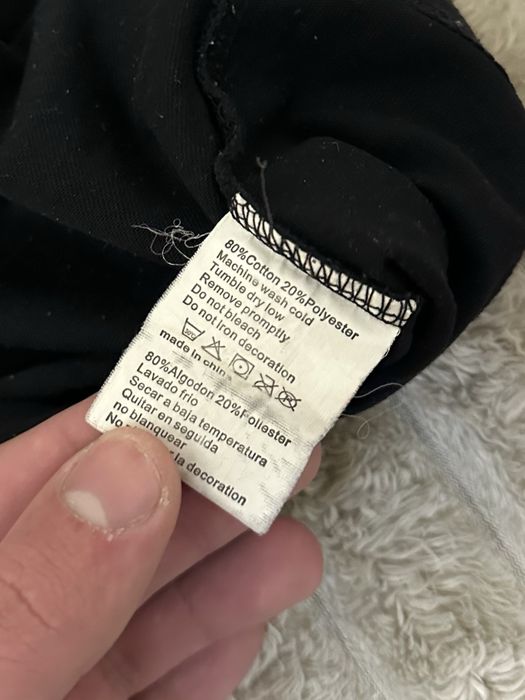 80%Cotton 20%Polyester
Machine wash cold
Tumble dry low
Remove promptly
Do not bleach
Do not iron decoration
made in china
80%Algodon 20%Poliester
Lavado frio
Secar a baja temperatura
Quitar en seguida
no blanquear
la decoration